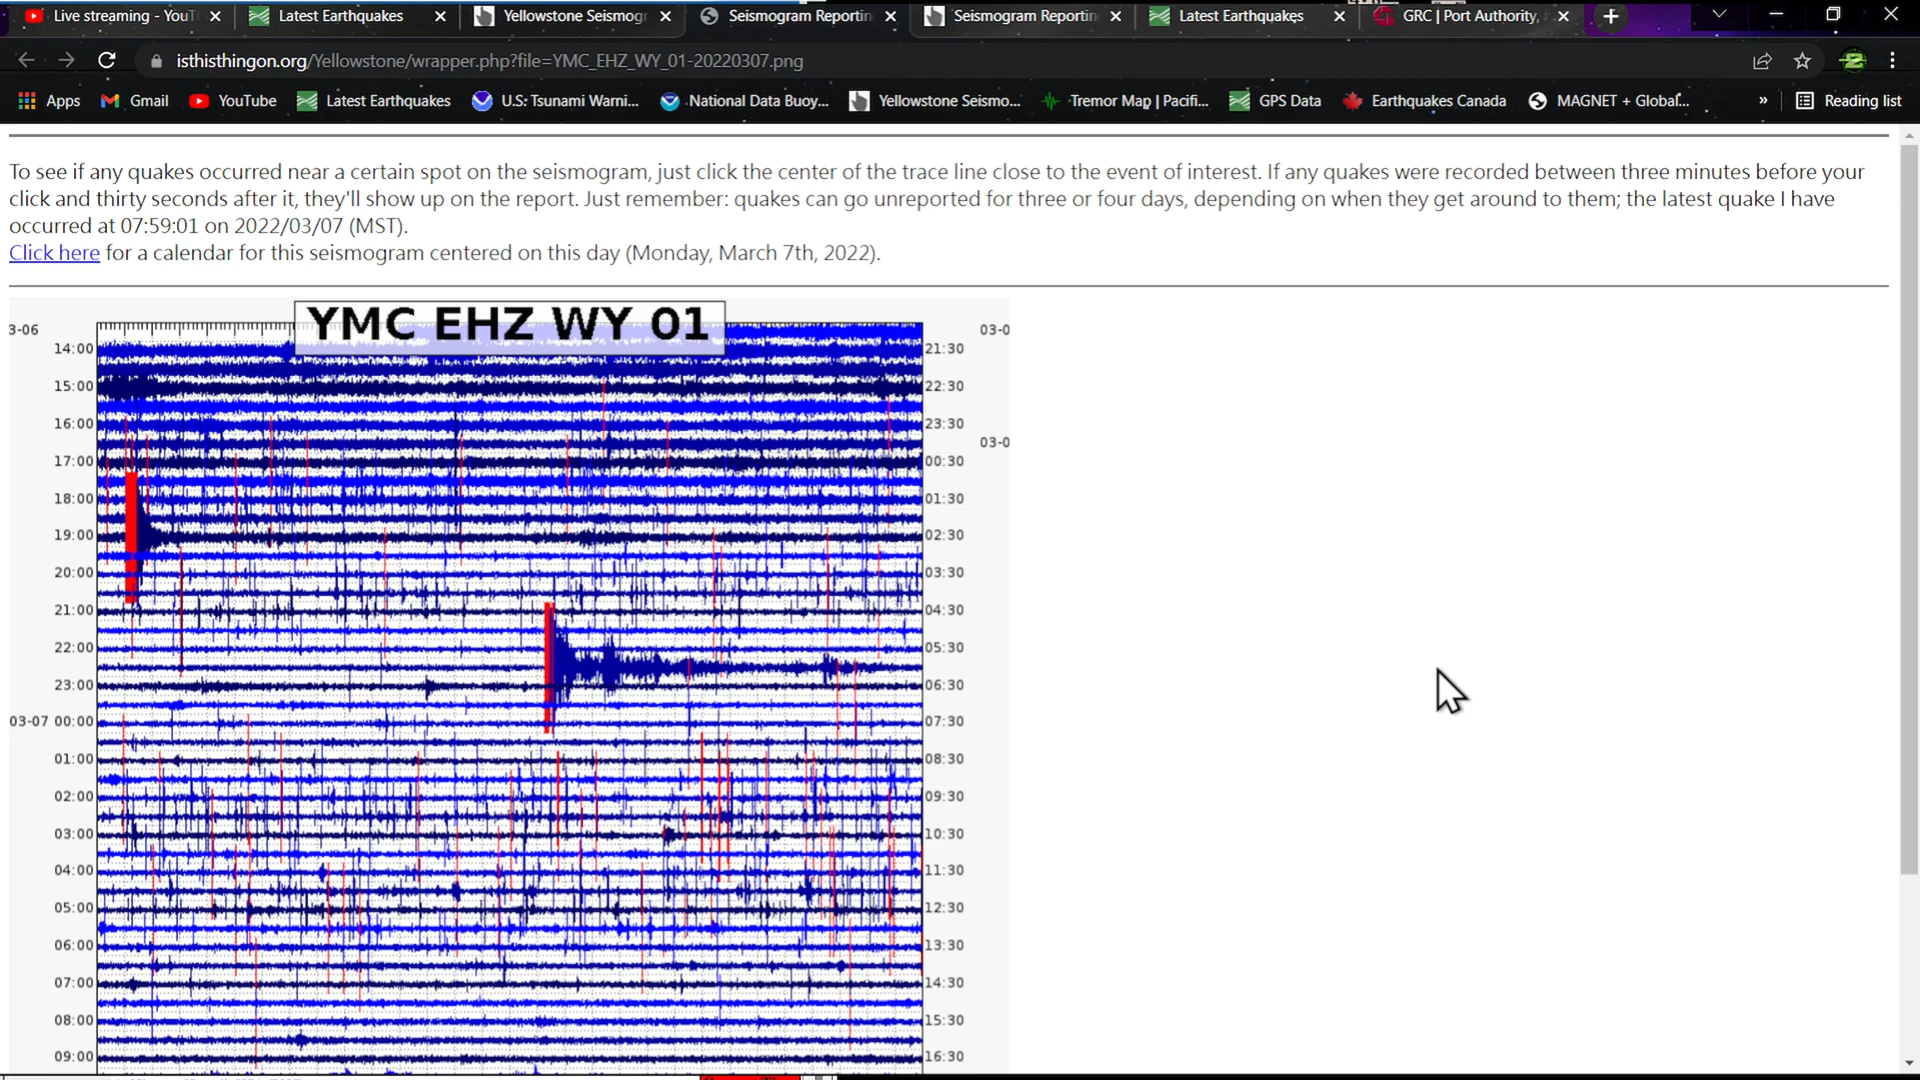 Live streaming - YouT
Latest Earthquakes
Yellowstone Seismogr
Seismogram Reportin
Seismogram Reportin
Latest Earthquakes
GRC | Port Authority,
isthisthingon.org/Yellowstone/wrapper.php?file=YMC_EHZ_WY_01-20220307.png
Apps
Gmail
YouTube
Latest Earthquakes
U.S. Tsunami Warni...
National Data Buoy...
Yellowstone Seismo...
Tremor Map | Pacifi...
GPS Data
Earthquakes Canada
MAGNET + Global...
»
Reading list
To see if any quakes occurred near a certain spot on the seismogram, just click the center of the trace line close to the event of interest. If any quakes were recorded between three minutes before your
click and thirty seconds after it, they'll show up on the report. Just remember: quakes can go unreported for three or four days, depending on when they get around to them; the latest quake I have
occurred at 07:59:01 on 2022/03/07 (MST).
Click here for a calendar for this seismogram centered on this day (Monday, March 7th, 2022).
YMC EHZ WY 01
3-06 03-0
14:00 21:30
15:00 22:30
16:00 23:30
03-0
17:00 00:30
18:00 01:30
19:00 02:30
20:00 03:30
21:00 04:30
22:00 05:30
23:00 06:30
03-07 00:00 07:30
01:00 08:30
02:00 09:30
03:00 10:30
04:00 11:30
05:00 12:30
06:00 13:30
07:00 14:30
08:00 15:30
09:00 16:30